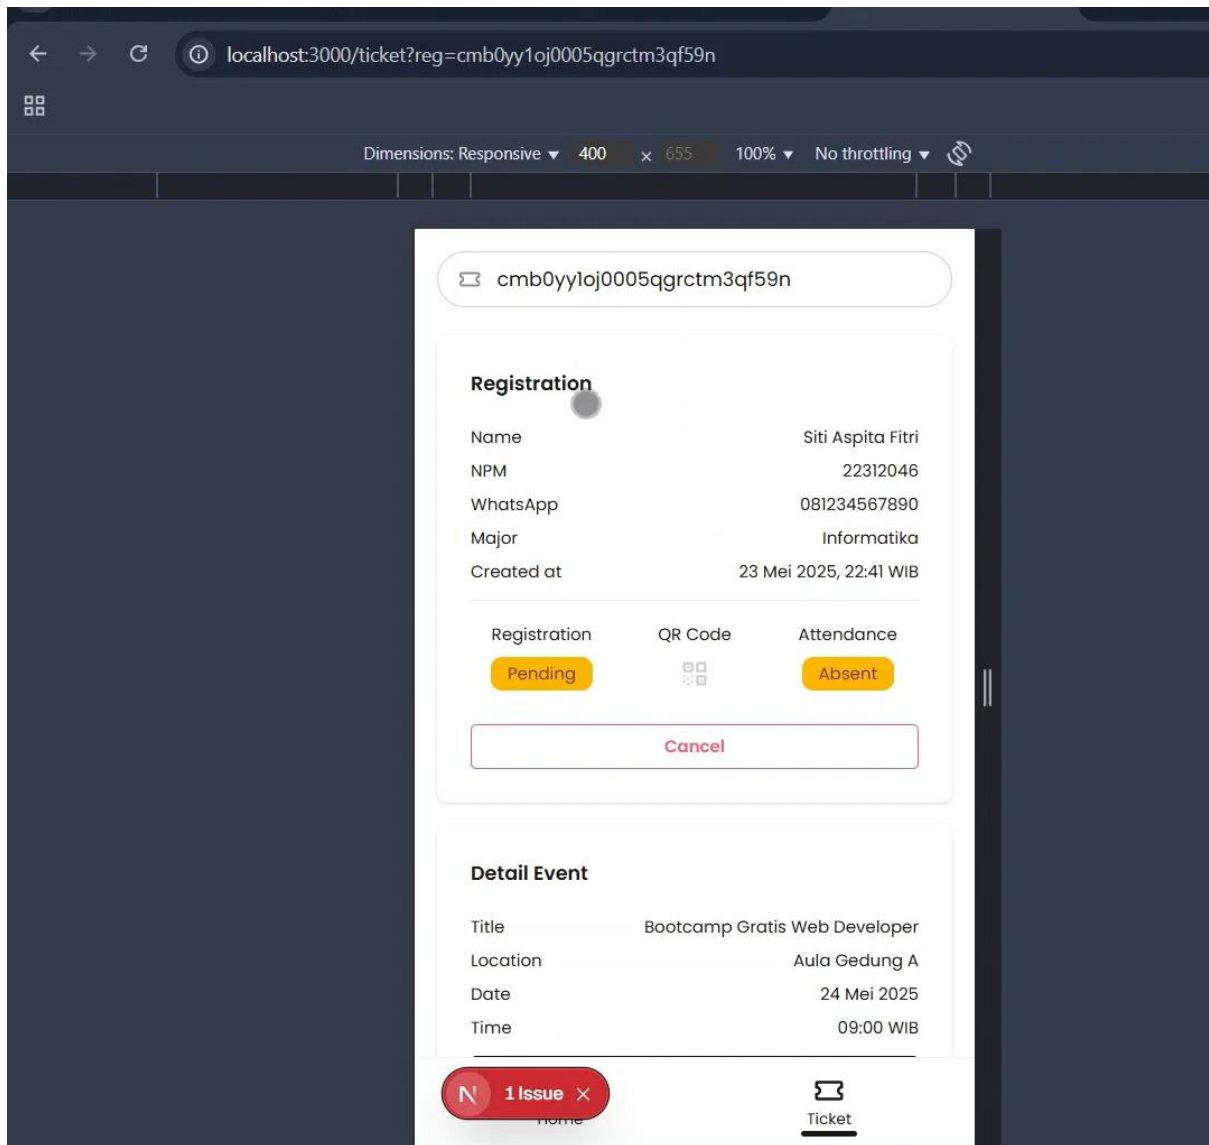 localhost:3000/ticket?reg=cmb0yy1oj0005qgrctm3qf59n
Dimensions: Responsive 400 x 655 100% No throttling
cmb0yy1oj0005qgrctm3qf59n
Registration
Name Siti Aspita Fitri
NPM 22312046
WhatsApp 081234567890
Major Informatika
Created at 23 Mei 2025, 22:41 WIB
Registration QR Code Attendance
Pending Absent
Cancel
Detail Event
Title Bootcamp Gratis Web Developer
Location Aula Gedung A
Date 24 Mei 2025
Time 09:00 WIB
N 1 Issue
Home Ticket